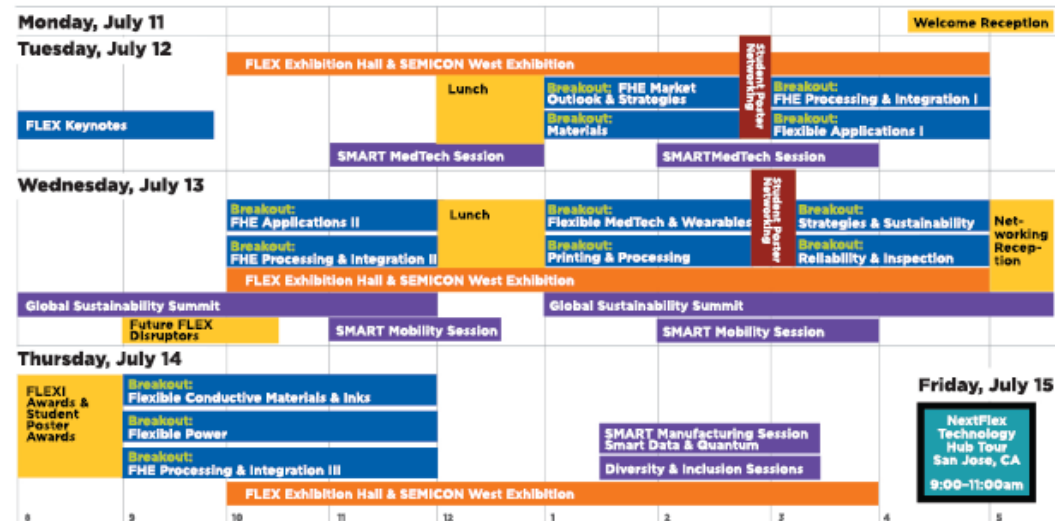 Monday, July 11
Welcome Reception
Tuesday, July 12
FLEX Exhibition Hall & SEMICON West Exhibition
Student Poster
Networking
Lunch
Breakout: FHE Market
Outlook & Strategies
Breakout:
FHE Processing & Integration I
FLEX Keynotes
Breakout:
Materials
Breakout:
Flexible Applications I
SMART MedTech Session
SMARTMedTech Session
Wednesday, July 13
Student Poster
Networking
Breakout:
FHE Applications II
Lunch
Breakout:
Flexible MedTech & Wearables
Breakout:
Strategies & Sustainability
Net-
working
Recep-
tion
Breakout:
FHE Processing & Integration II
Breakout:
Printing & Processing
Breakout:
Reliability & Inspection
FLEX Exhibition Hall & SEMICON West Exhibition
Global Sustainability Summit
Global Sustainability Summit
Future FLEX
Disruptors
SMART Mobility Session
SMART Mobility Session
Thursday, July 14
FLEXI
Awards &
Student
Poster
Awards
Breakout:
Flexible Conductive Materials & Inks
Breakout:
Flexible Power
Breakout:
FHE Processing & Integration III
SMART Manufacturing Session
Smart Data & Quantum
Diversity & Inclusion Sessions
FLEX Exhibition Hall & SEMICON West Exhibition
Friday, July 15
NextFlex
Technology
Hub Tour
San Jose, CA
9:00–11:00am
8 9 10 11 12 1 2 3 4 5